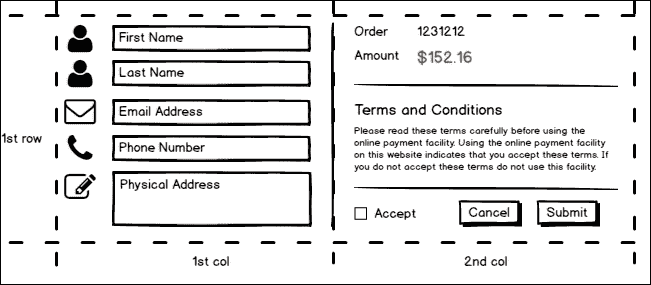 1st row
First Name
Last Name
Email Address
Phone Number
Physical Address
1st col
Order 1231212
Amount $152.16
Terms and Conditions
Please read these terms carefully before using the
online payment facility. Using the online payment facility
on this website indicates that you accept these terms. If
you do not accept these terms do not use this facility.
Accept Cancel Submit
2nd col